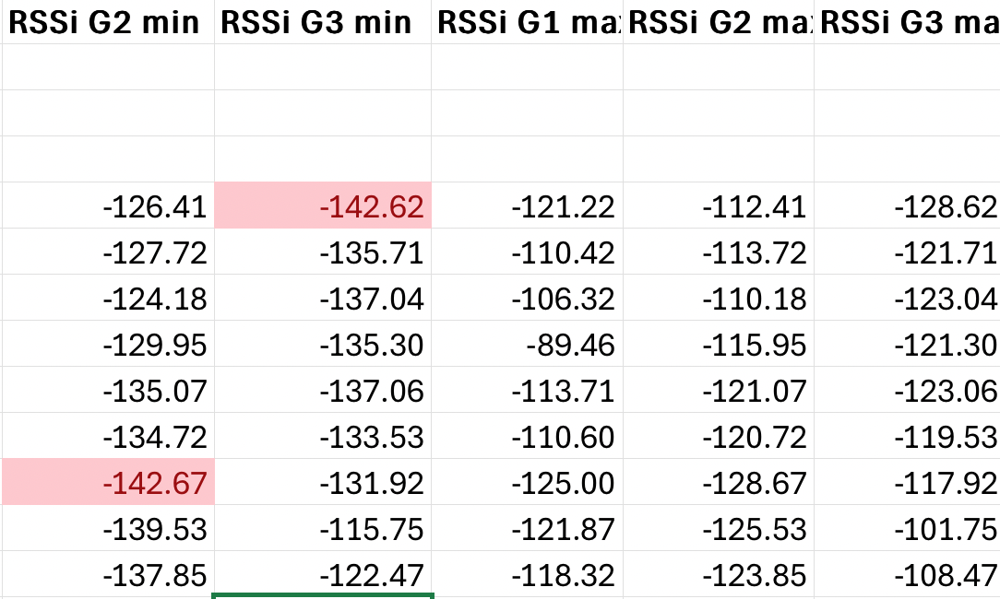 RSSi G2 min RSSi G3 min RSSi G1 max RSSi G2 max RSSi G3 ma
-126.41 -142.62 -121.22 -112.41 -128.62
-127.72 -135.71 -110.42 -113.72 -121.71
-124.18 -137.04 -106.32 -110.18 -123.04
-129.95 -135.30 -89.46 -115.95 -121.30
-135.07 -137.06 -113.71 -121.07 -123.06
-134.72 -133.53 -110.60 -120.72 -119.53
-142.67 -131.92 -125.00 -128.67 -117.92
-139.53 -115.75 -121.87 -125.53 -101.75
-137.85 -122.47 -118.32 -123.85 -108.47